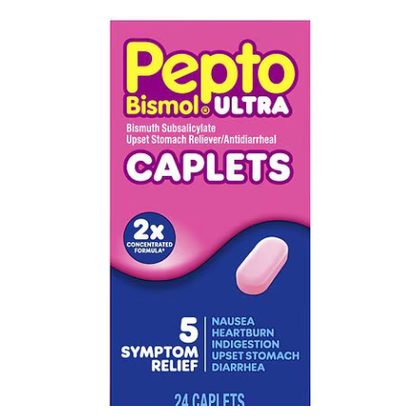 Pepto
Bismol® ULTRA
Bismuth Subsalicylate
Upset Stomach Reliever/Antidiarrheal
CAPLETS
2x
CONCENTRATED
FORMULA*
5
SYMPTOM
RELIEF
NAUSEA
HEARTBURN
INDIGESTION
UPSET STOMACH
DIARRHEA
24 CAPLETS